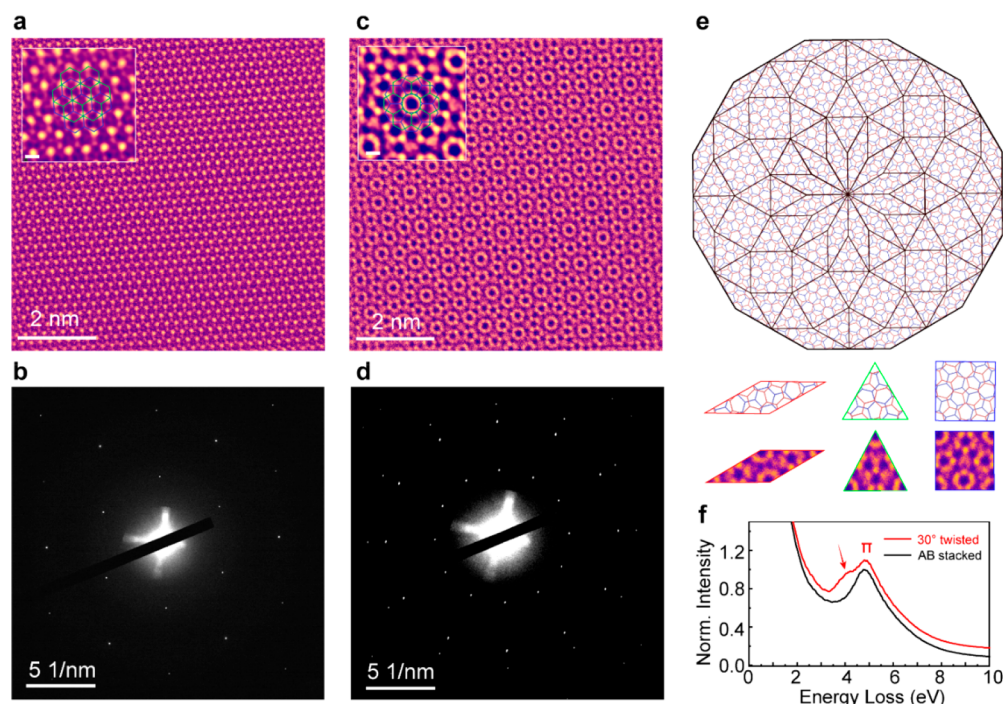 a
2 nm
b
5 1/nm
c
2 nm
d
5 1/nm
e
f
30° twisted
AB stacked
π
Norm. Intensity
1.2
0.8
0.4
0.0
0 2 4 6 8 10
Energy Loss (eV)